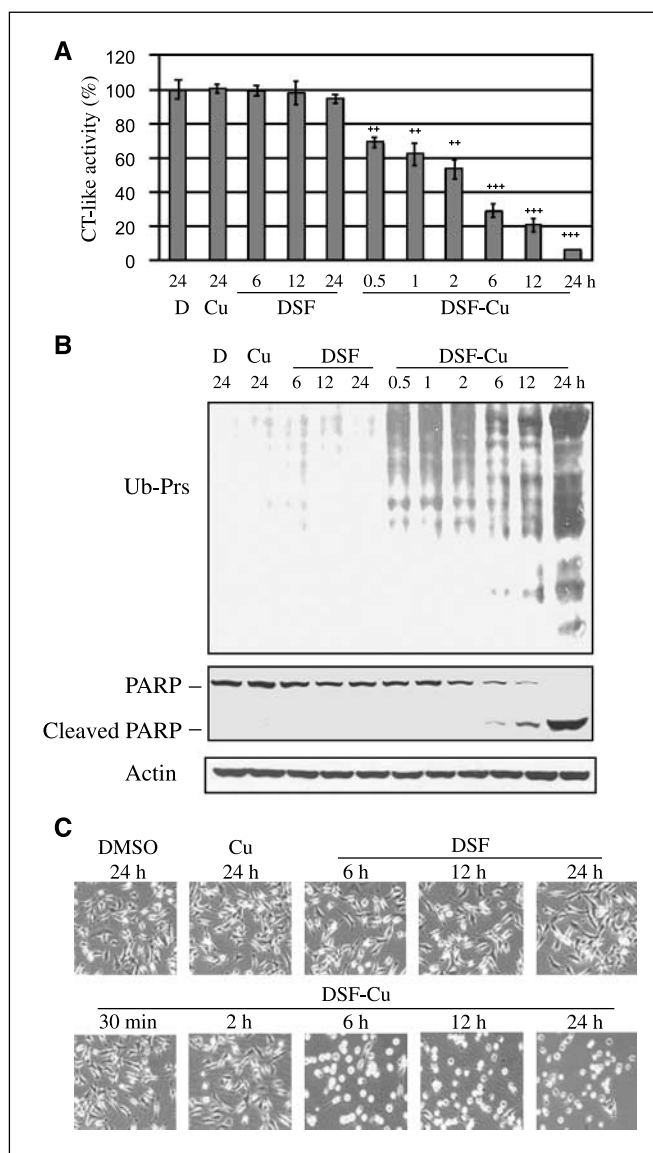 A
CT-like activity (%)
120
100
80
60
40
20
0
++ ++ ++ +++ +++ +++
24 24 6 12 24 0.5 1 2 6 12 24 h
D Cu DSF DSF-Cu
B
D Cu DSF DSF-Cu
24 24 6 12 24 0.5 1 2 6 12 24 h
Ub-Prs
PARP –
Cleaved PARP –
Actin
C
DMSO Cu DSF
24 h 24 h 6 h 12 h 24 h
DSF-Cu
30 min 2 h 6 h 12 h 24 h